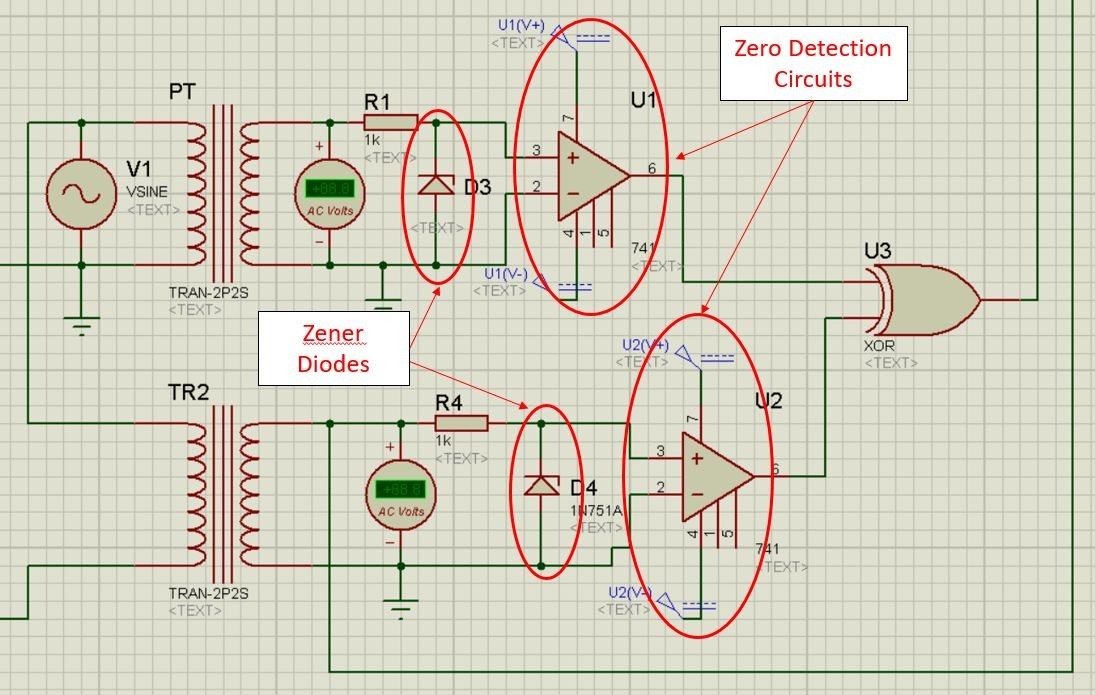 U1(V+)
<TEXT>
Zero Detection
Circuits
PT
R1
1k
<TEXT>
U1
7
V1
VSINE
<TEXT>
+
+88.8
AC Volts
−
D3
<TEXT>
3
+
2
−
6
4
1
5
741
<TEXT>
U1(V-)
<TEXT>
TRAN-2P2S
<TEXT>
U3
XOR
<TEXT>
Zener
Diodes
U2(V+)
<TEXT>
TR2
R4
1k
<TEXT>
U2
7
+
+88.8
AC Volts
−
D4
1N751A
<TEXT>
3
+
2
−
6
4
1
5
741
<TEXT>
U2(V-)
<TEXT>
TRAN-2P2S
<TEXT>